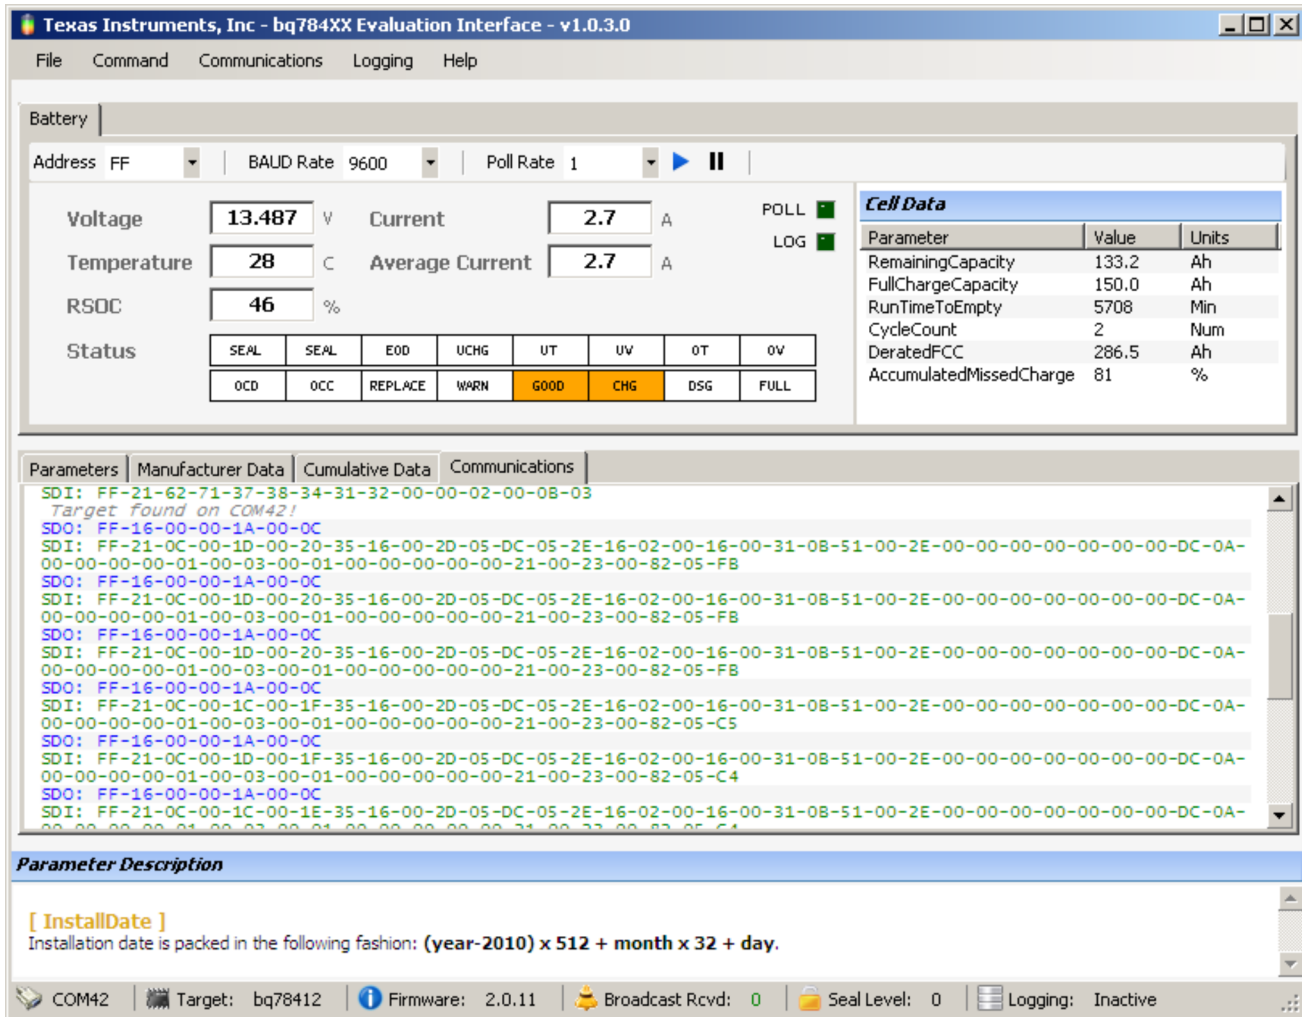 Texas Instruments, Inc - bq784XX Evaluation Interface - v1.0.3.0
File Command Communications Logging Help
Battery
Address FF BAUD Rate 9600 Poll Rate 1
Voltage 13.487 V Current 2.7 A POLL
LOG
Temperature 28 C Average Current 2.7 A
RSOC 46 %
Status SEAL SEAL EOD UCHG UT UV OT OV
OCD OCC REPLACE WARN GOOD CHG DSG FULL
Cell Data
Parameter Value Units
RemainingCapacity 133.2 Ah
FullChargeCapacity 150.0 Ah
RunTimeToEmpty 5708 Min
CycleCount 2 Num
DeratedFCC 286.5 Ah
AccumulatedMissedCharge 81 %
Parameters Manufacturer Data Cumulative Data Communications
SDI: FF-21-62-71-37-38-34-31-32-00-00-02-00-0B-03
Target found on COM42!
SDO: FF-16-00-00-1A-00-0C
SDI: FF-21-0C-00-1D-00-20-35-16-00-2D-05-DC-05-2E-16-02-00-16-00-31-0B-51-00-2E-00-00-00-00-00-00-00-DC-0A-
00-00-00-00-01-00-03-00-01-00-00-00-00-00-21-00-23-00-82-05-FB
SDO: FF-16-00-00-1A-00-0C
SDI: FF-21-0C-00-1D-00-20-35-16-00-2D-05-DC-05-2E-16-02-00-16-00-31-0B-51-00-2E-00-00-00-00-00-00-00-DC-0A-
00-00-00-00-01-00-03-00-01-00-00-00-00-00-21-00-23-00-82-05-FB
SDO: FF-16-00-00-1A-00-0C
SDI: FF-21-0C-00-1D-00-20-35-16-00-2D-05-DC-05-2E-16-02-00-16-00-31-0B-51-00-2E-00-00-00-00-00-00-00-DC-0A-
00-00-00-00-01-00-03-00-01-00-00-00-00-00-21-00-23-00-82-05-FB
SDO: FF-16-00-00-1A-00-0C
SDI: FF-21-0C-00-1C-00-1F-35-16-00-2D-05-DC-05-2E-16-02-00-16-00-31-0B-51-00-2E-00-00-00-00-00-00-00-DC-0A-
00-00-00-00-01-00-03-00-01-00-00-00-00-00-21-00-23-00-82-05-C5
SDO: FF-16-00-00-1A-00-0C
SDI: FF-21-0C-00-1D-00-1F-35-16-00-2D-05-DC-05-2E-16-02-00-16-00-31-0B-51-00-2E-00-00-00-00-00-00-00-DC-0A-
00-00-00-00-01-00-03-00-01-00-00-00-00-00-21-00-23-00-82-05-C4
SDO: FF-16-00-00-1A-00-0C
SDI: FF-21-0C-00-1C-00-1E-35-16-00-2D-05-DC-05-2E-16-02-00-16-00-31-0B-51-00-2E-00-00-00-00-00-00-00-DC-0A-
Parameter Description
[ InstallDate ]
Installation date is packed in the following fashion: (year-2010) x 512 + month x 32 + day.
COM42 Target: bq78412 Firmware: 2.0.11 Broadcast Rcvd: 0 Seal Level: 0 Logging: Inactive